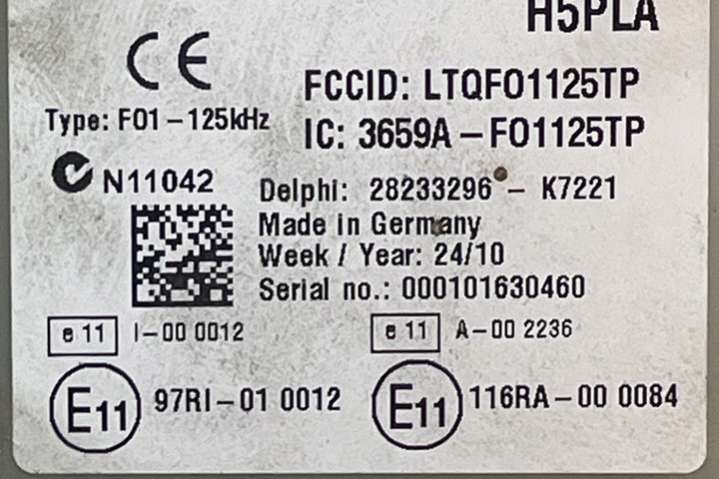 H5PLA
CE
FCCID: LTQFO1125TP
Type: F01-125kHz
IC: 3659A-FO1125TP
N11042
Delphi: 28233296 - K7221
Made in Germany
Week / Year: 24/10
Serial no.: 000101630460
e 11 I-00 0012
e 11 A-00 2236
E11 97RI-01 0012
E11 116RA-00 0084